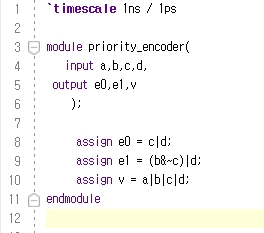 1 `timescale 1ns / 1ps
2
3 module priority_encoder(
4 input a,b,c,d,
5 output e0,e1,v
6 );
7
8 assign e0 = c|d;
9 assign e1 = (b&~c)|d;
10 assign v = a|b|c|d;
11 endmodule
12